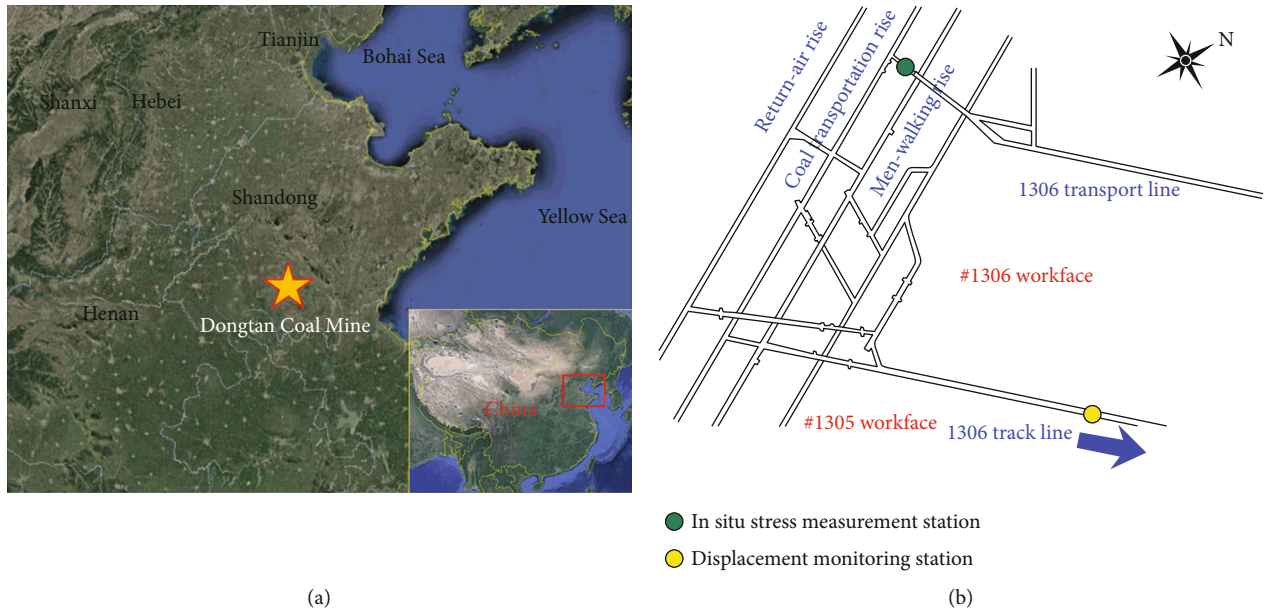 Tianjin
Bohai Sea
Shanxi
Hebei
Shandong
Yellow Sea
Henan
Dongtan Coal Mine
China
(a)
N
Return-air rise
Coal transportation rise
Men-walking rise
1306 transport line
#1306 workface
#1305 workface
1306 track line
In situ stress measurement station
Displacement monitoring station
(b)